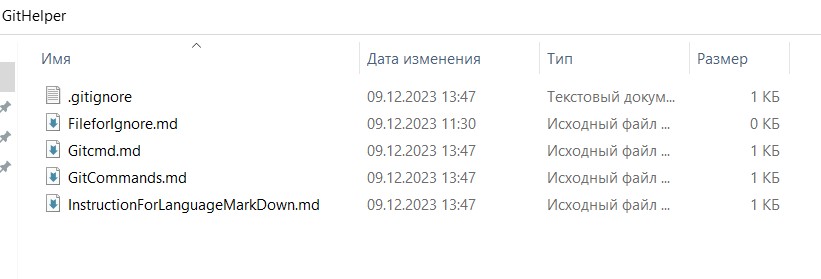 GitHelper
Имя Дата изменения Тип Размер
.gitignore 09.12.2023 13:47 Текстовый докум... 1 КБ
FileforIgnore.md 09.12.2023 11:30 Исходный файл ... 0 КБ
Gitcmd.md 09.12.2023 13:47 Исходный файл ... 1 КБ
GitCommands.md 09.12.2023 13:47 Исходный файл ... 1 КБ
InstructionForLanguageMarkDown.md 09.12.2023 13:47 Исходный файл ... 1 КБ